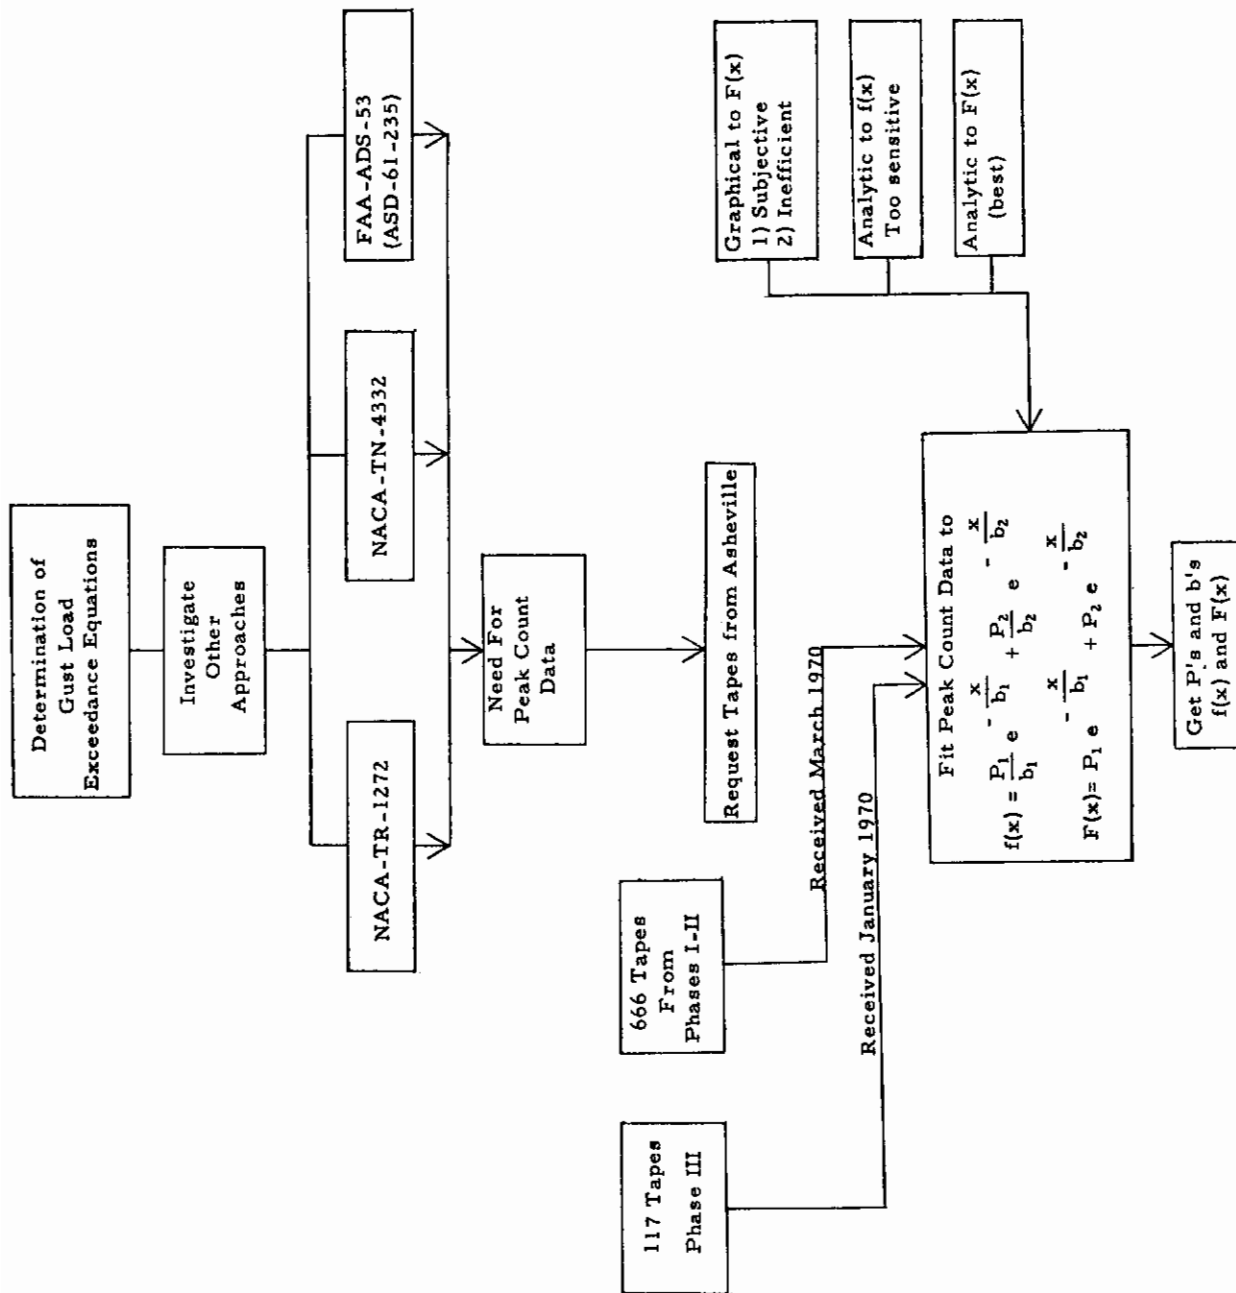 Determination of
Gust Load
Exceedance Equations
Investigate
Other
Approaches
NACA-TR-1272
NACA-TN-4332
FAA-ADS-53
(ASD-61-235)
Need For
Peak Count
Data
Request Tapes from Asheville
117 Tapes
Phase III
666 Tapes
From
Phases I-II
Received January 1970
Received March 1970
Graphical to F(x)
1) Subjective
2) Inefficient
Analytic to f(x)
Too sensitive
Analytic to F(x)
(best)
Fit Peak Count Data to
f(x) = P₁/b₁ e - x/b₁ + P₂/b₂ e - x/b₂
F(x)= P₁ e - x/b₁ + P₂ e - x/b₂
Get P's and b's
f(x) and F(x)